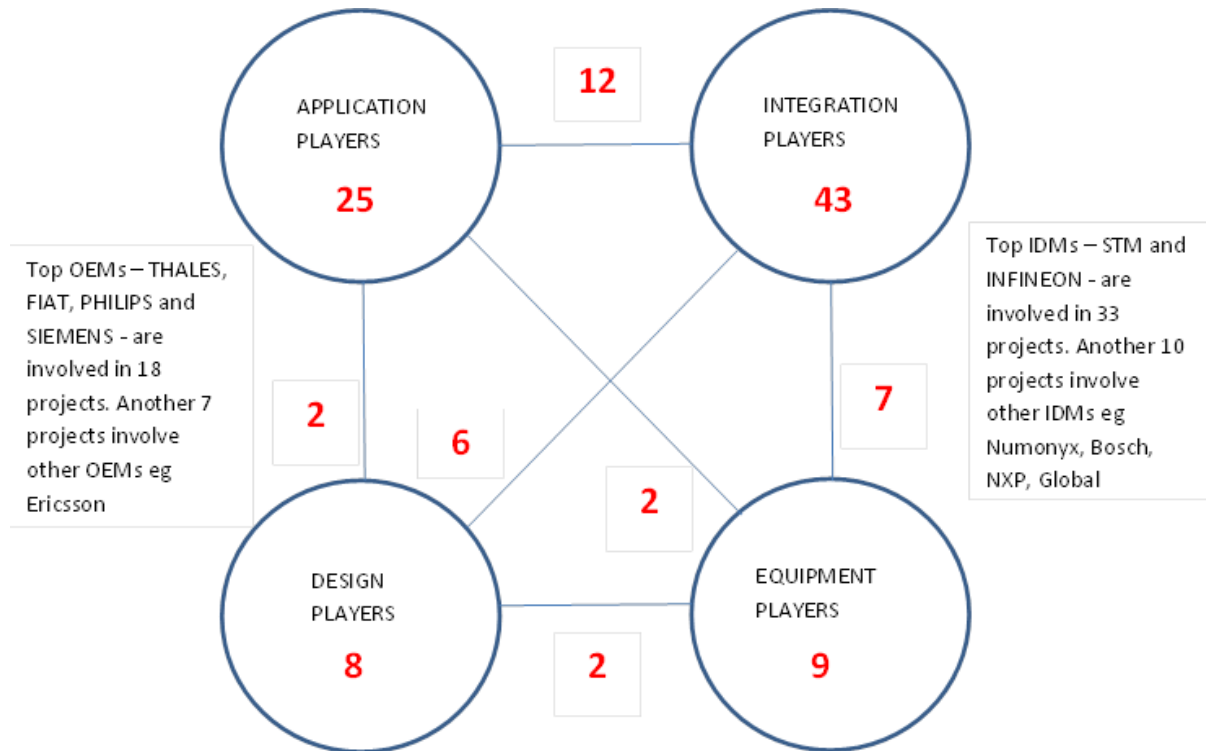 APPLICATION
PLAYERS
25
12
INTEGRATION
PLAYERS
43
Top OEMs – THALES,
FIAT, PHILIPS and
SIEMENS - are
involved in 18
projects. Another 7
projects involve
other OEMs eg
Ericsson
2
6
2
7
Top IDMs – STM and
INFINEON - are
involved in 33
projects. Another 10
projects involve
other IDMs eg
Numonyx, Bosch,
NXP, Global
DESIGN
PLAYERS
8
2
EQUIPMENT
PLAYERS
9